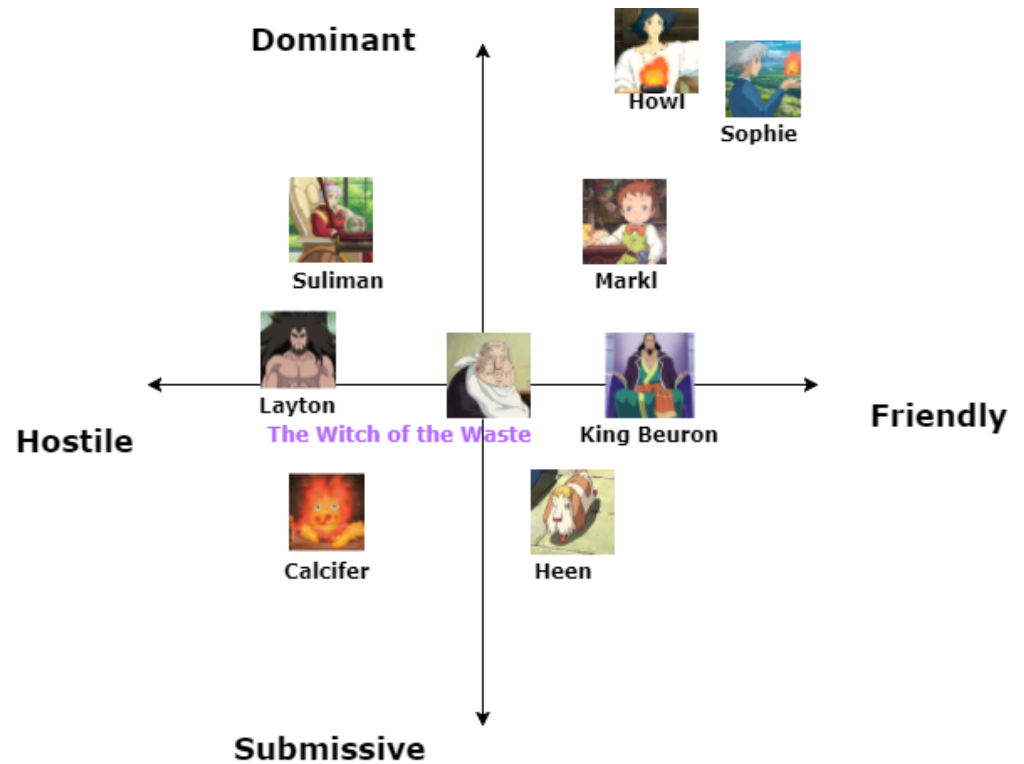 Dominant
Howl
Sophie
Suliman
Markl
Layton
Friendly
Hostile
The Witch of the Waste
King Beuron
Calcifer
Heen
Submissive